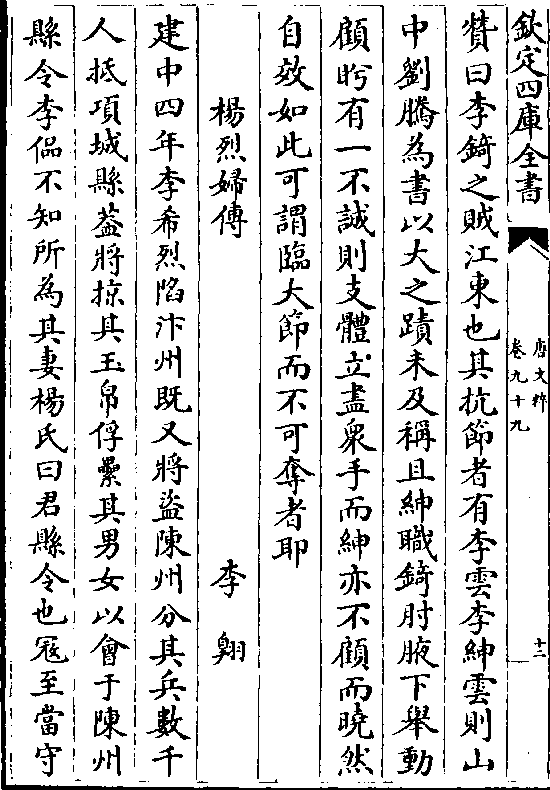 欽定四庫全書
唐文粹
卷九十九
十二
贊曰李錡之賊江東也其抗節者有李雲李紳雲則山
中劉騰為書以大之蹟未及稱且紳職錡肘腋下舉動
顧眄有一不誠則支體立盡衆手而紳亦不顧而曉然
自效如此可謂臨大節而不可奪者耶
楊烈婦傳 李翺
建中四年李希烈陷汴州既又將盜陳州分其兵數千
人抵項城縣葢將掠其玉帛俘纍其男女以會于陳州
縣令李偘不知所為其妻楊氏曰君縣令也冦至當守